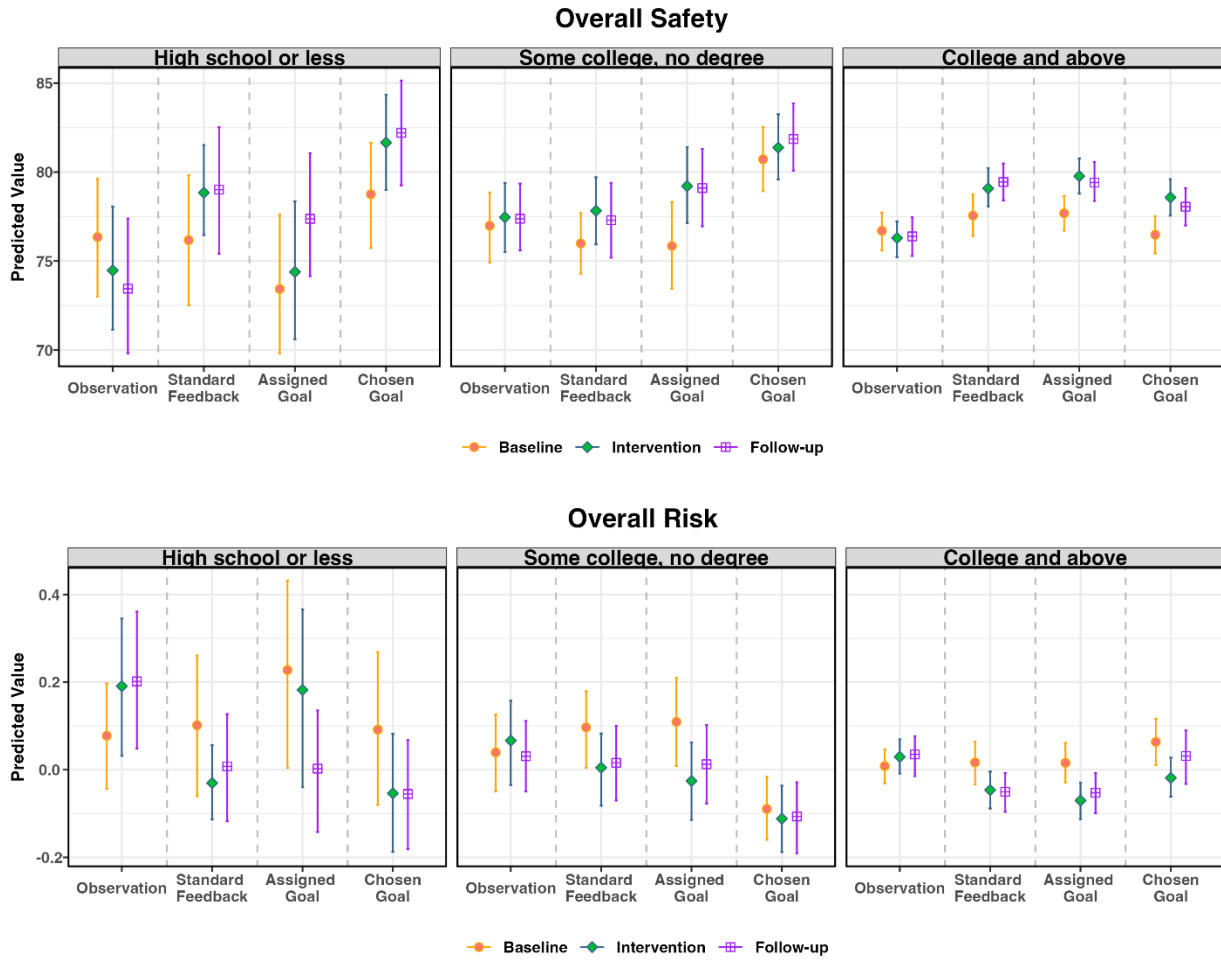 Overall Safety
High school or less
Some college, no degree
College and above
Predicted Value
85
80
75
70
Observation
Standard
Feedback
Assigned
Goal
Chosen
Goal
Observation
Standard
Feedback
Assigned
Goal
Chosen
Goal
Observation
Standard
Feedback
Assigned
Goal
Chosen
Goal
Baseline Intervention Follow-up
Overall Risk
High school or less
Some college, no degree
College and above
Predicted Value
0.4
0.2
0.0
-0.2
Observation
Standard
Feedback
Assigned
Goal
Chosen
Goal
Observation
Standard
Feedback
Assigned
Goal
Chosen
Goal
Observation
Standard
Feedback
Assigned
Goal
Chosen
Goal
Baseline Intervention Follow-up